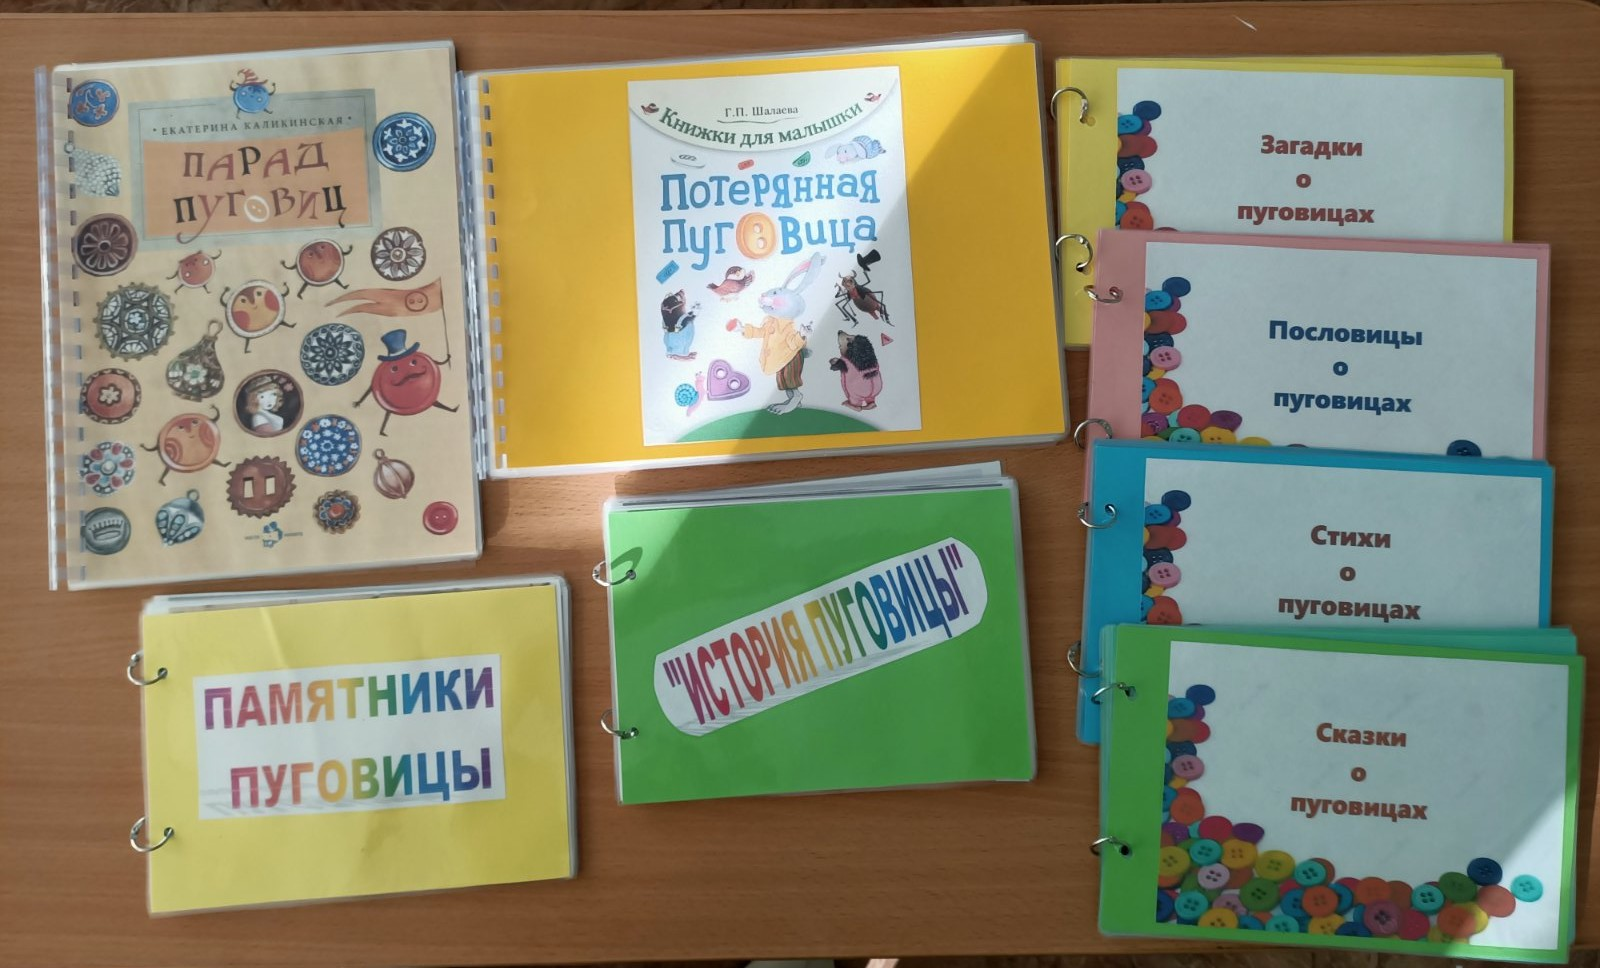 • ЕКАТЕРИНА КАЛИКИНСКАЯ •
ПАРАД
ПУГОВИЦ
Г.П. Шалаева
Книжки для малышки
Потерянная
Пуговица
Загадки
о
пуговицах
Пословицы
о
пуговицах
Стихи
о
пуговицах
Сказки
о
пуговицах
"ИСТОРИЯ ПУГОВИЦЫ"
ПАМЯТНИКИ
ПУГОВИЦЫ